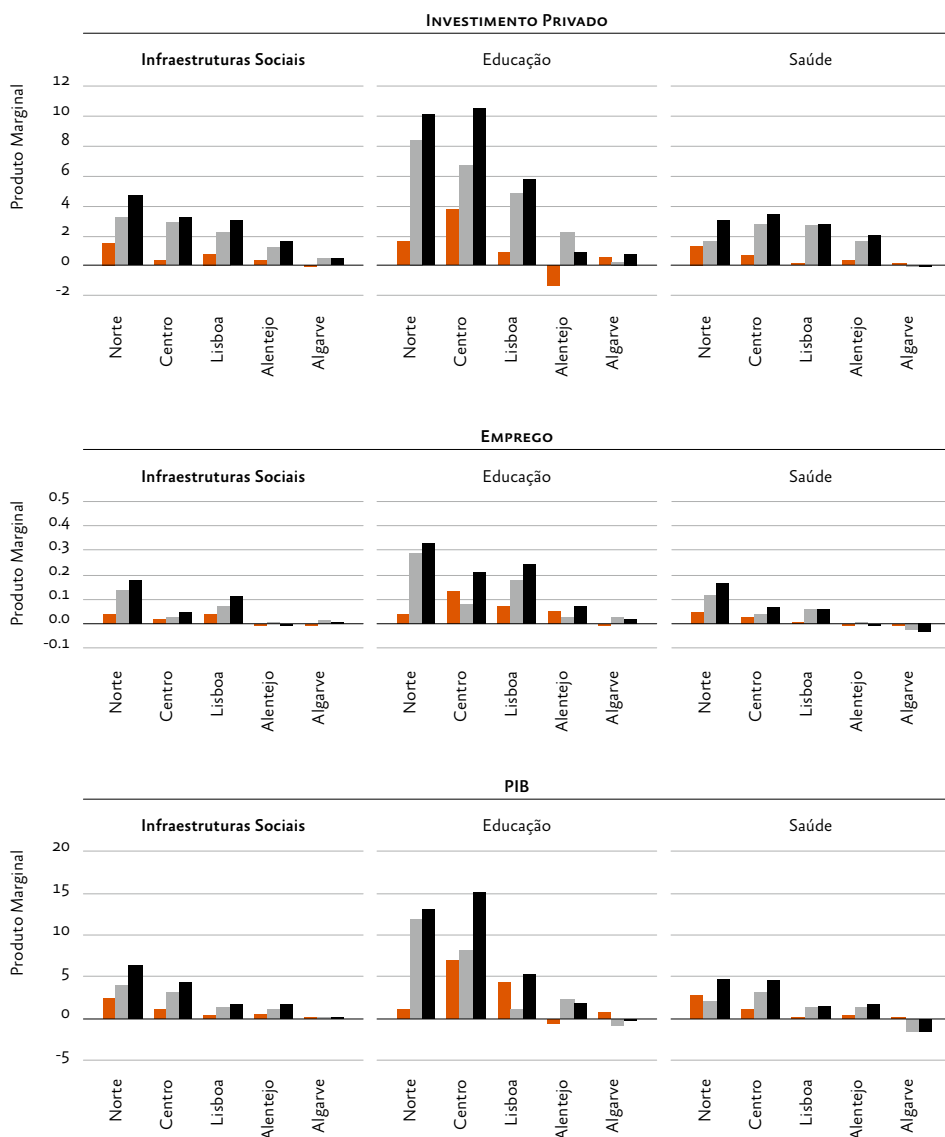 Investimento Privado
Infraestruturas Sociais Educação Saúde
Produto Marginal
12
10
8
6
4
2
0
-2
Norte Centro Lisboa Alentejo Algarve Norte Centro Lisboa Alentejo Algarve Norte Centro Lisboa Alentejo Algarve
Emprego
Infraestruturas Sociais Educação Saúde
Produto Marginal
0.5
0.4
0.3
0.2
0.1
0.0
-0.1
Norte Centro Lisboa Alentejo Algarve Norte Centro Lisboa Alentejo Algarve Norte Centro Lisboa Alentejo Algarve
PIB
Infraestruturas Sociais Educação Saúde
Produto Marginal
20
15
10
5
0
-5
Norte Centro Lisboa Alentejo Algarve Norte Centro Lisboa Alentejo Algarve Norte Centro Lisboa Alentejo Algarve